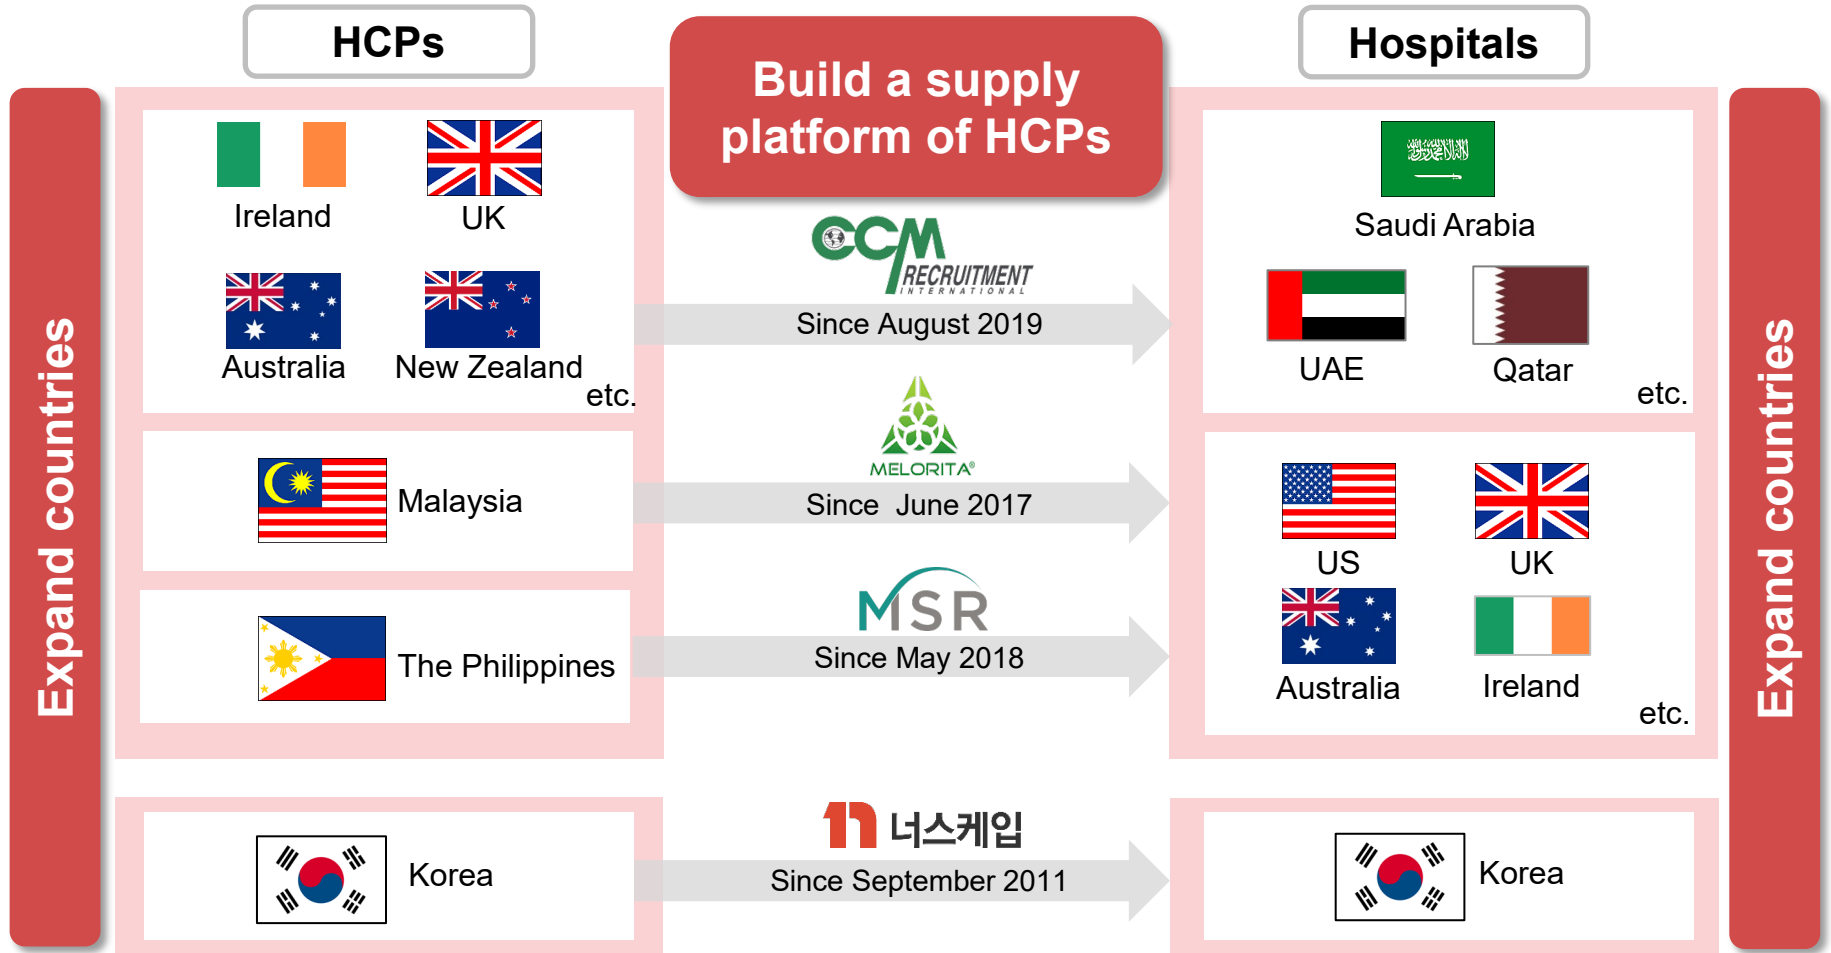 HCPs
Build a supply
platform of HCPs
Hospitals
Expand countries
Ireland
UK
Australia
New Zealand
etc.
Malaysia
The Philippines
Korea
CCM
RECRUITMENT
INTERNATIONAL
Since August 2019
MELORITA®
Since June 2017
MSR
Since May 2018
너스케입
Since September 2011
Saudi Arabia
UAE
Qatar
etc.
US
UK
Australia
Ireland
etc.
Korea
Expand countries